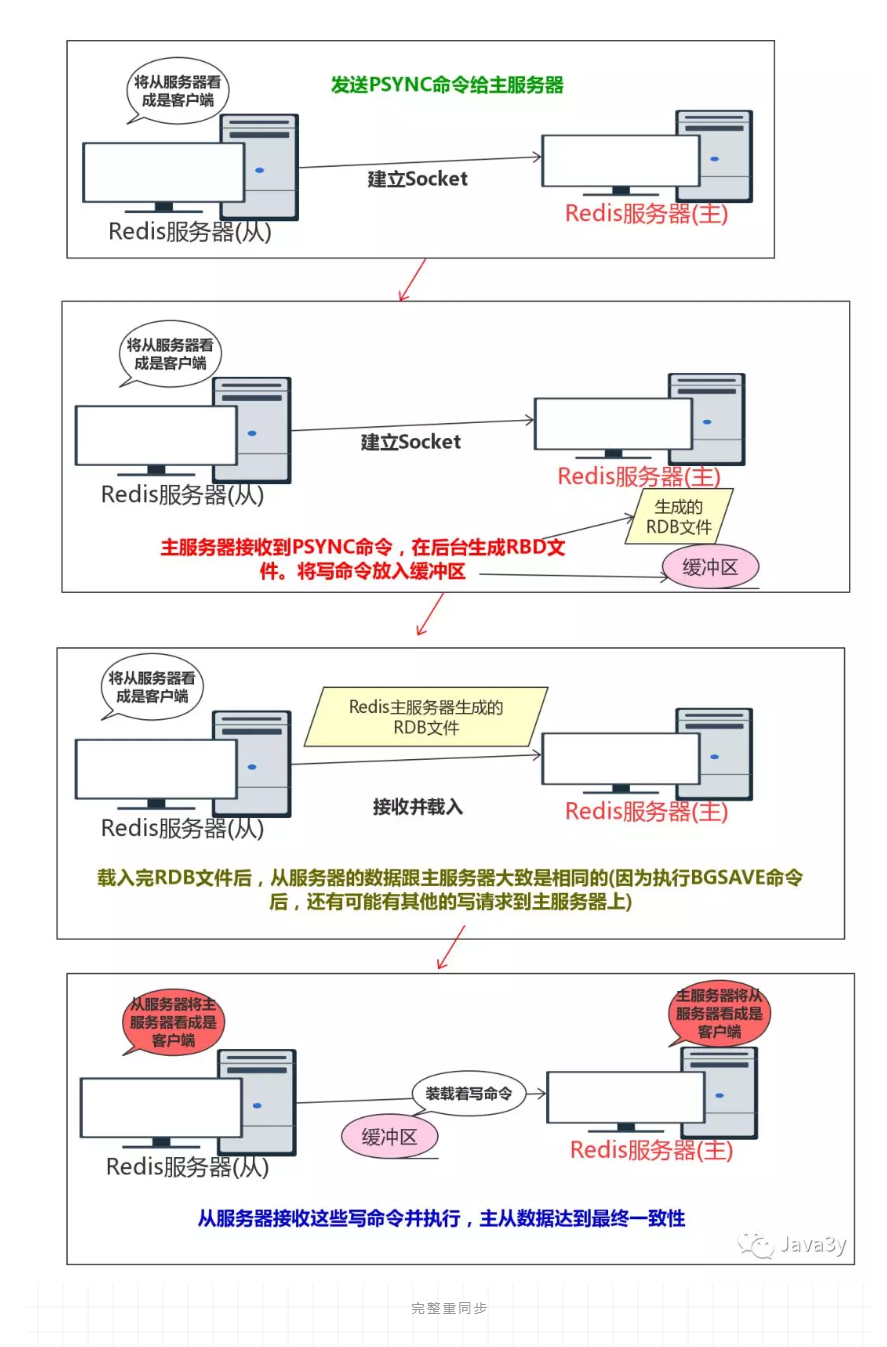 将从服务器看
成是客户端
发送PSYNC命令给主服务器
建立Socket
Redis服务器(从)
Redis服务器(主)
将从服务器看
成是客户端
建立Socket
Redis服务器(从)
Redis服务器(主)
生成的
RDB文件
主服务器接收到PSYNC命令，在后台生成RBD文
件。将写命令放入缓冲区
缓冲区
将从服务器看
成是客户端
Redis主服务器生成的
RDB文件
接收并载入
Redis服务器(从)
Redis服务器(主)
载入完RDB文件后，从服务器的数据跟主服务器大致是相同的(因为执行BGSAVE命令
后，还有可能有其他的写请求到主服务器上)
从服务器将主
服务器看成是
客户端
主服务器将从
服务器看成是
客户端
装载着写命令
缓冲区
Redis服务器(从)
Redis服务器(主)
从服务器接收这些写命令并执行，主从数据达到最终一致性
Java3y
完整重同步